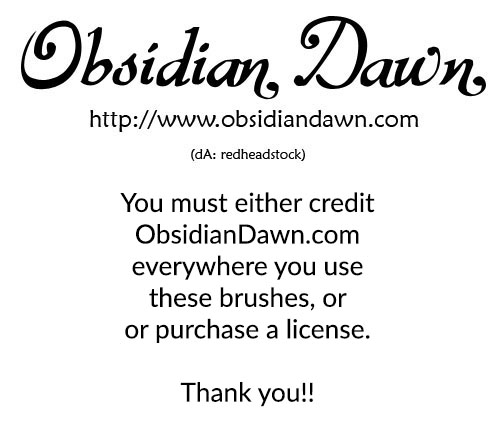 Obsidian Dawn
http://www.obsidiandawn.com
(dA: redheadstock)
You must either credit
ObsidianDawn.com
everywhere you use
these brushes, or
or purchase a license.
Thank you!!